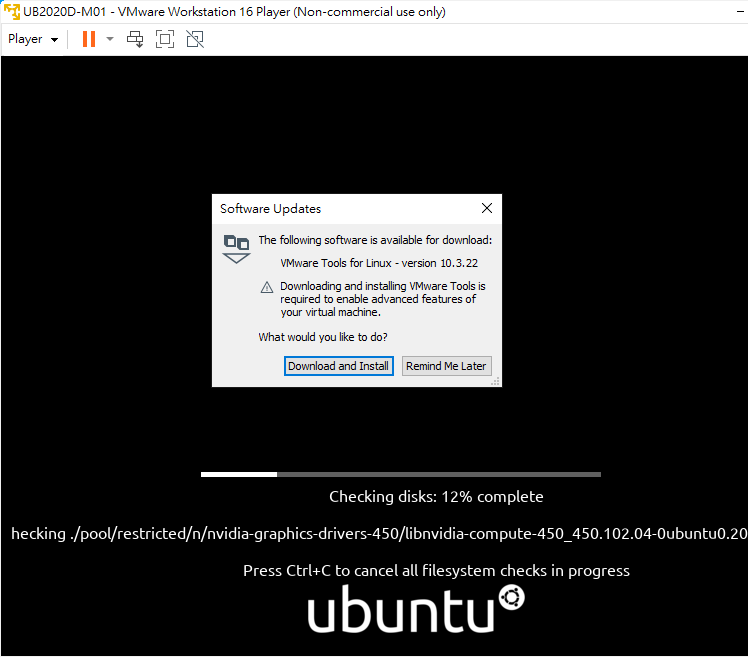 UB2020D-M01 - VMware Workstation 16 Player (Non-commercial use only)
Player
Software Updates
The following software is available for download:
VMware Tools for Linux - version 10.3.22
Downloading and installing VMware Tools is
required to enable advanced features of
your virtual machine.
What would you like to do?
Download and Install Remind Me Later
Checking disks: 12% complete
hecking ./pool/restricted/n/nvidia-graphics-drivers-450/libnvidia-compute-450_450.102.04-0ubuntu0.20
Press Ctrl+C to cancel all filesystem checks in progress
ubuntu